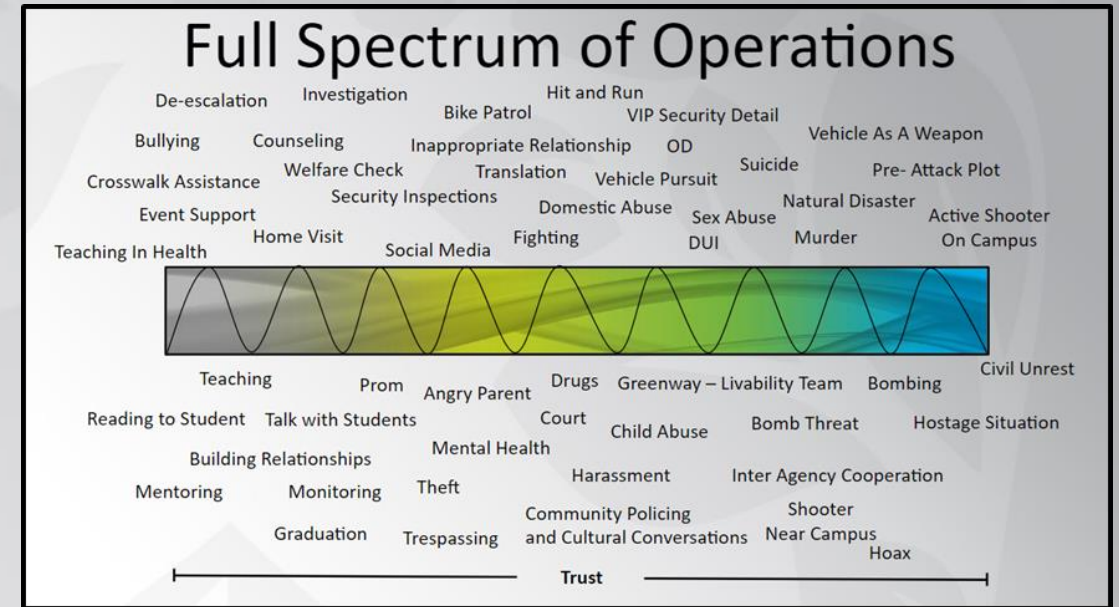 Full Spectrum of Operations
De-escalation
Investigation
Hit and Run
Bike Patrol
VIP Security Detail
Bullying
Counseling
Inappropriate Relationship
OD
Vehicle As A Weapon
Crosswalk Assistance
Welfare Check
Translation
Vehicle Pursuit
Suicide
Pre- Attack Plot
Security Inspections
Event Support
Domestic Abuse
Sex Abuse
Natural Disaster
Active Shooter
On Campus
Teaching In Health
Home Visit
Social Media
Fighting
DUI
Murder
Teaching
Prom
Angry Parent
Drugs
Greenway – Livability Team
Bombing
Civil Unrest
Reading to Student
Talk with Students
Court
Child Abuse
Bomb Threat
Hostage Situation
Building Relationships
Mental Health
Harassment
Inter Agency Cooperation
Mentoring
Monitoring
Theft
Shooter
Near Campus
Graduation
Trespassing
Community Policing
and Cultural Conversations
Hoax
Trust